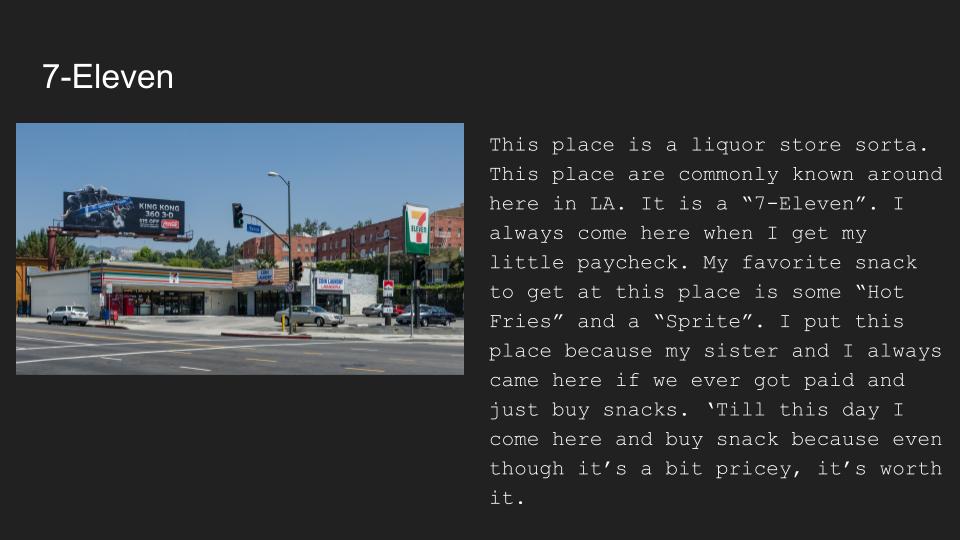 7-Eleven
KING KONG
360 3-D
7
ELEVEN
COIN LAUNDRY
This place is a liquor store sorta.
This place are commonly known around
here in LA. It is a “7-Eleven”. I
always come here when I get my
little paycheck. My favorite snack
to get at this place is some “Hot
Fries” and a “Sprite”. I put this
place because my sister and I always
came here if we ever got paid and
just buy snacks. ‘Till this day I
come here and buy snack because even
though it’s a bit pricey, it’s worth
it.